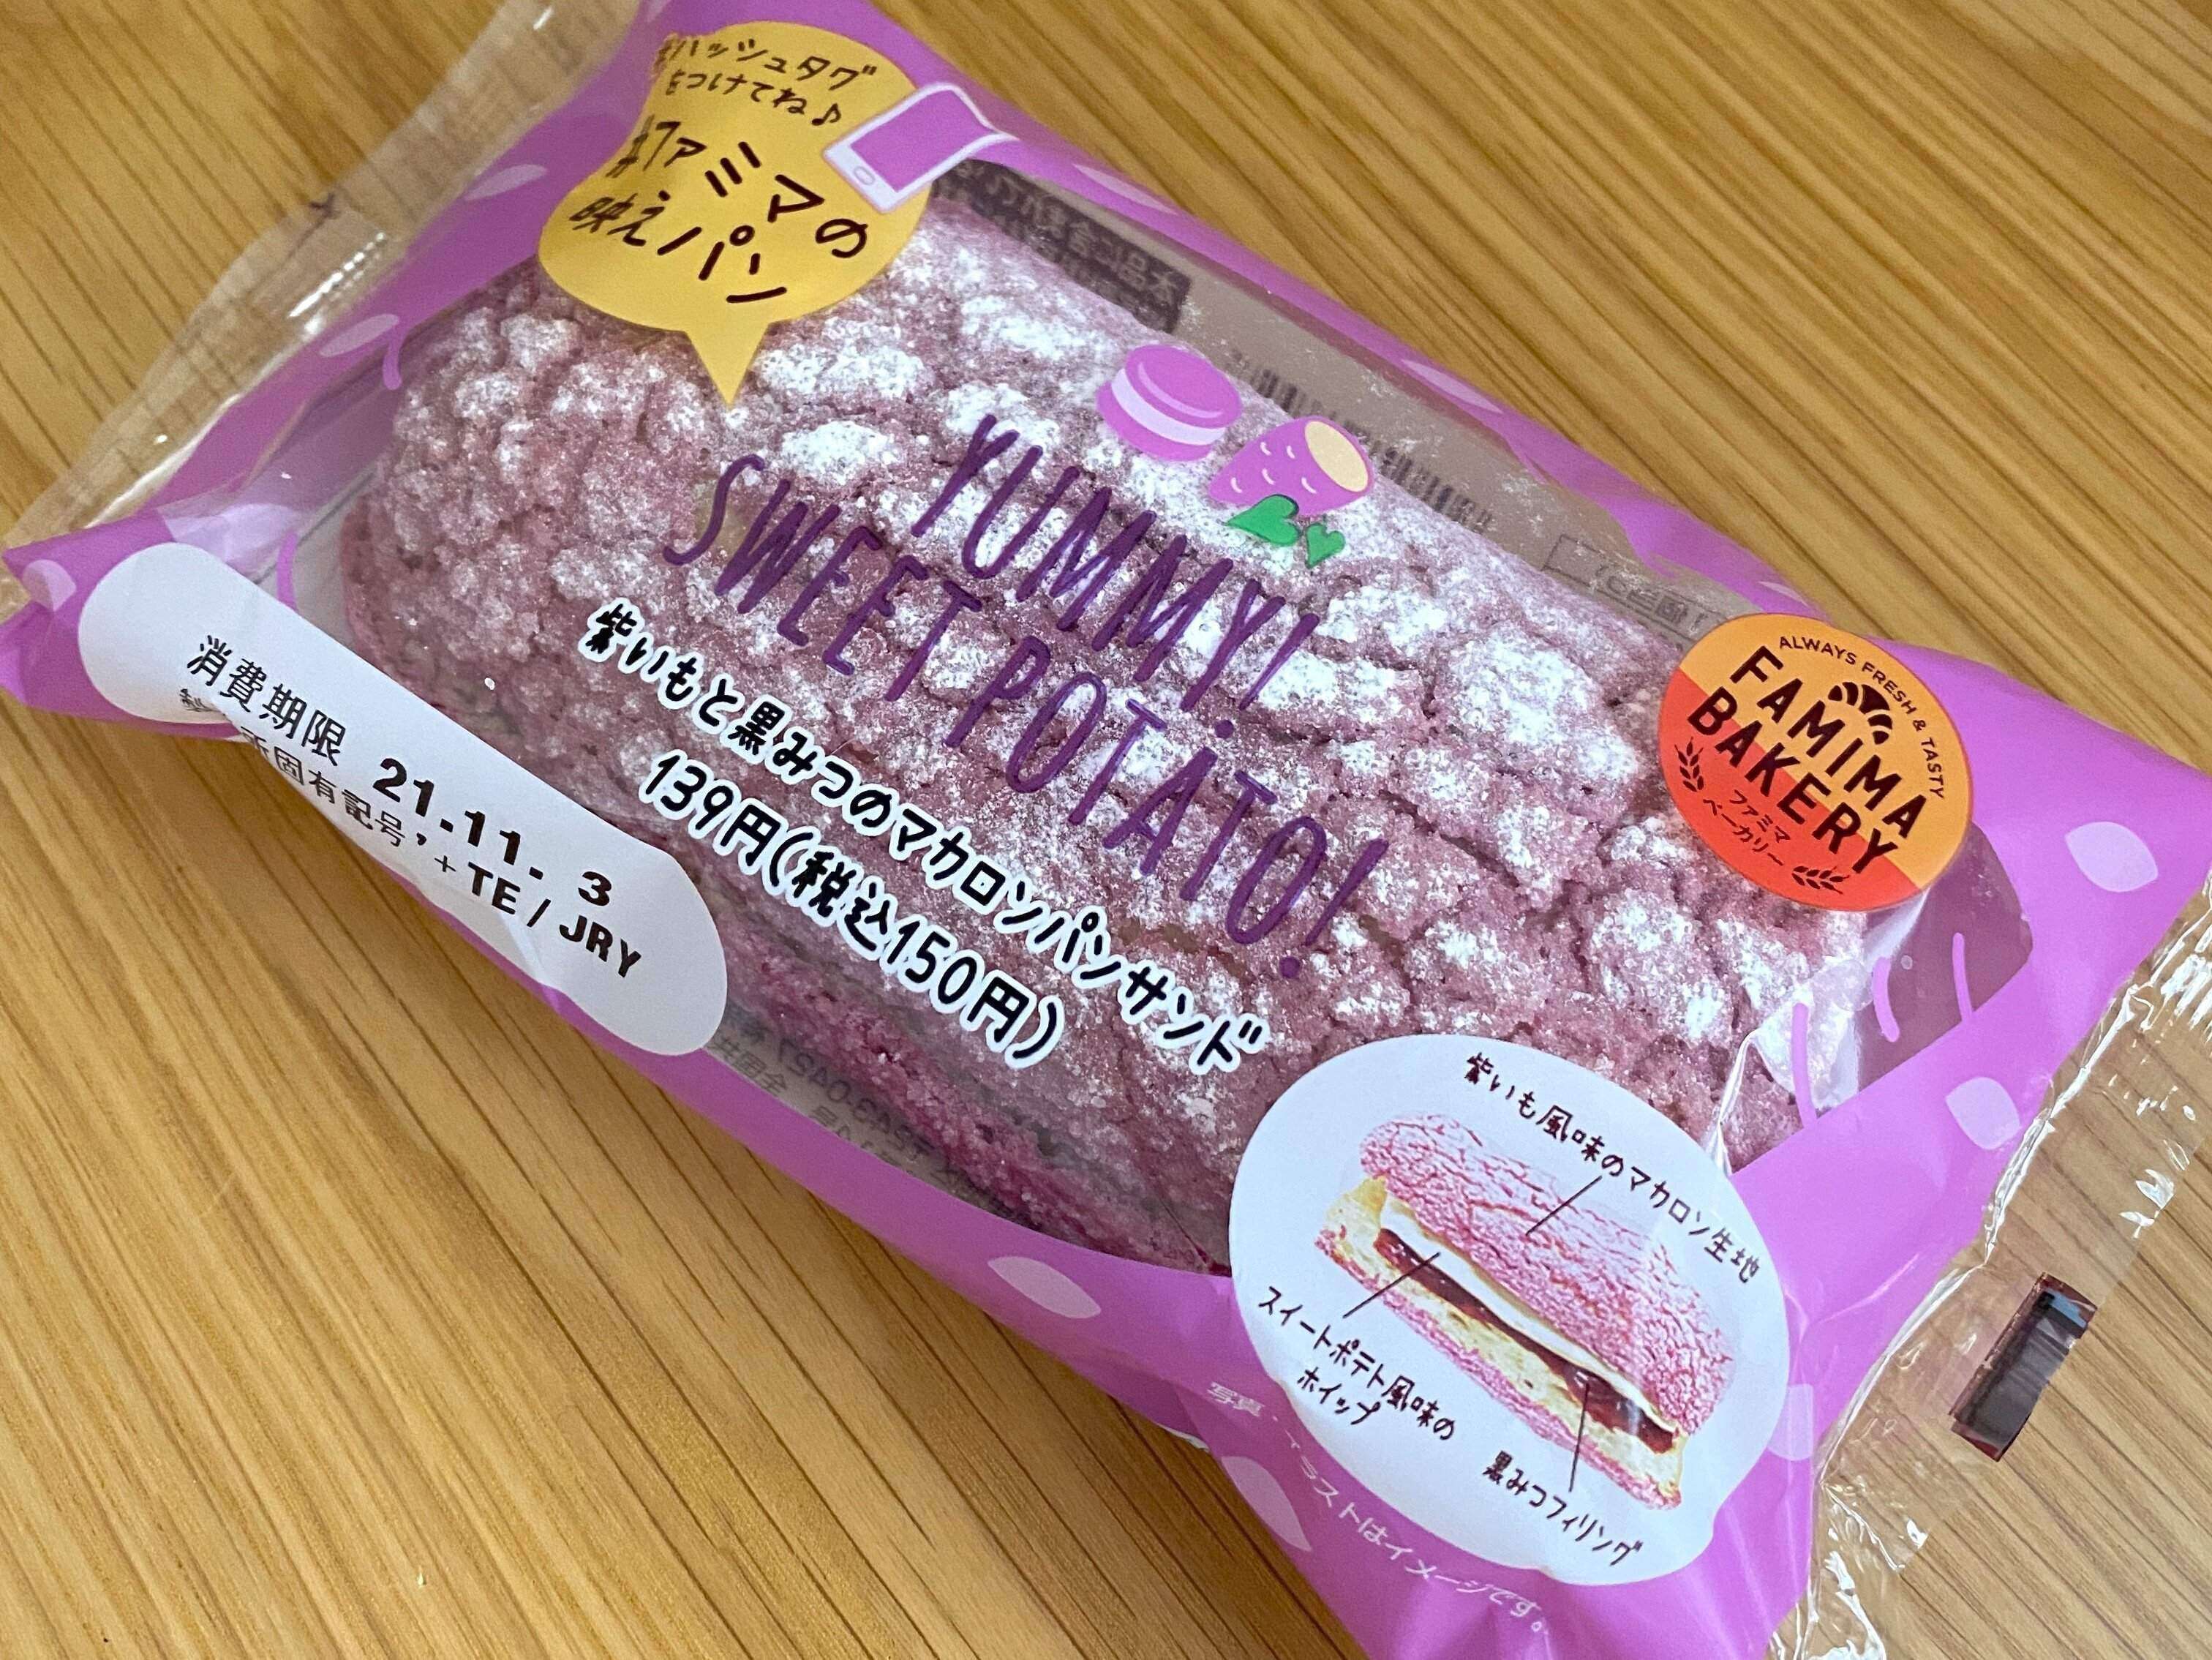 ハッシュタグ
をつけてね♪
#ファミマの
映えパン
YUMMY!
SWEET POTATO!
紫いもと黒みつのマカロンパンサンド
139円(税込150円)
ALWAYS FRESH & TASTY
FAMIMA
BAKERY
ファミマ
ベーカリー
消費期限 21.11. 3
所固有記号, +TE/JRY
紫いも風味のマカロン生地
スイートポテト風味の
ホイップ
黒みつフィリング
写真・イラストはイメージです。